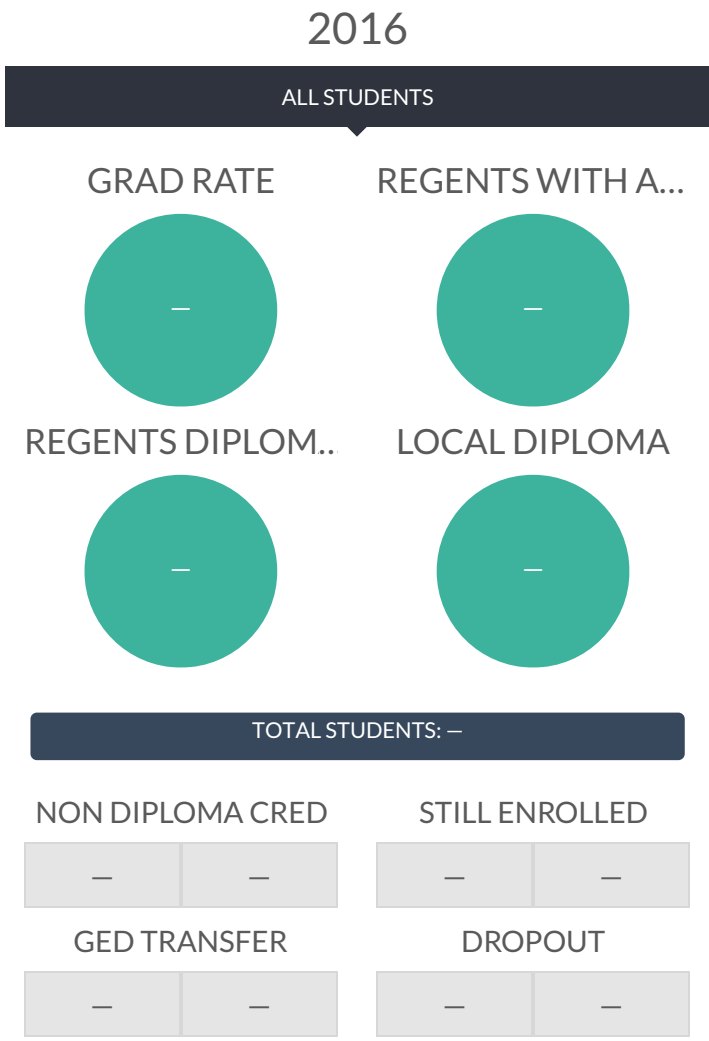 2016
ALL STUDENTS
GRAD RATE
REGENTS WITH A...
—
—
REGENTS DIPLOM...
LOCAL DIPLOMA
—
—
TOTAL STUDENTS: —
NON DIPLOMA CRED
STILL ENROLLED
— —
— —
GED TRANSFER
DROPOUT
— —
— —